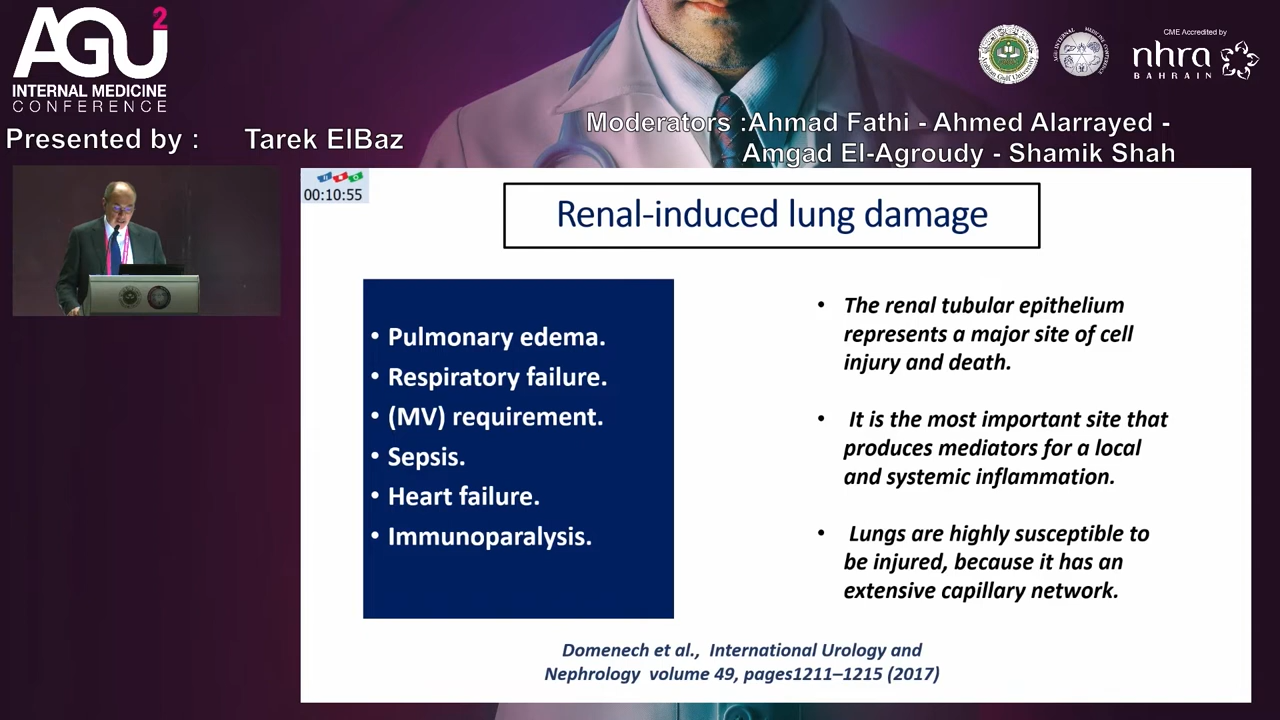 AGU2
INTERNAL MEDICINE
CONFERENCE
CME Accredited by
nhra
BAHRAIN
Presented by : Tarek ElBaz
Moderators :Ahmad Fathi - Ahmed Alarrayed -
Amgad El-Agroudy - Shamik Shah
00:10:55
Renal-induced lung damage
• Pulmonary edema.
• Respiratory failure.
• (MV) requirement.
• Sepsis.
• Heart failure.
• Immunoparalysis.
• The renal tubular epithelium
represents a major site of cell
injury and death.
• It is the most important site that
produces mediators for a local
and systemic inflammation.
• Lungs are highly susceptible to
be injured, because it has an
extensive capillary network.
Domenech et al., International Urology and
Nephrology volume 49, pages1211–1215 (2017)